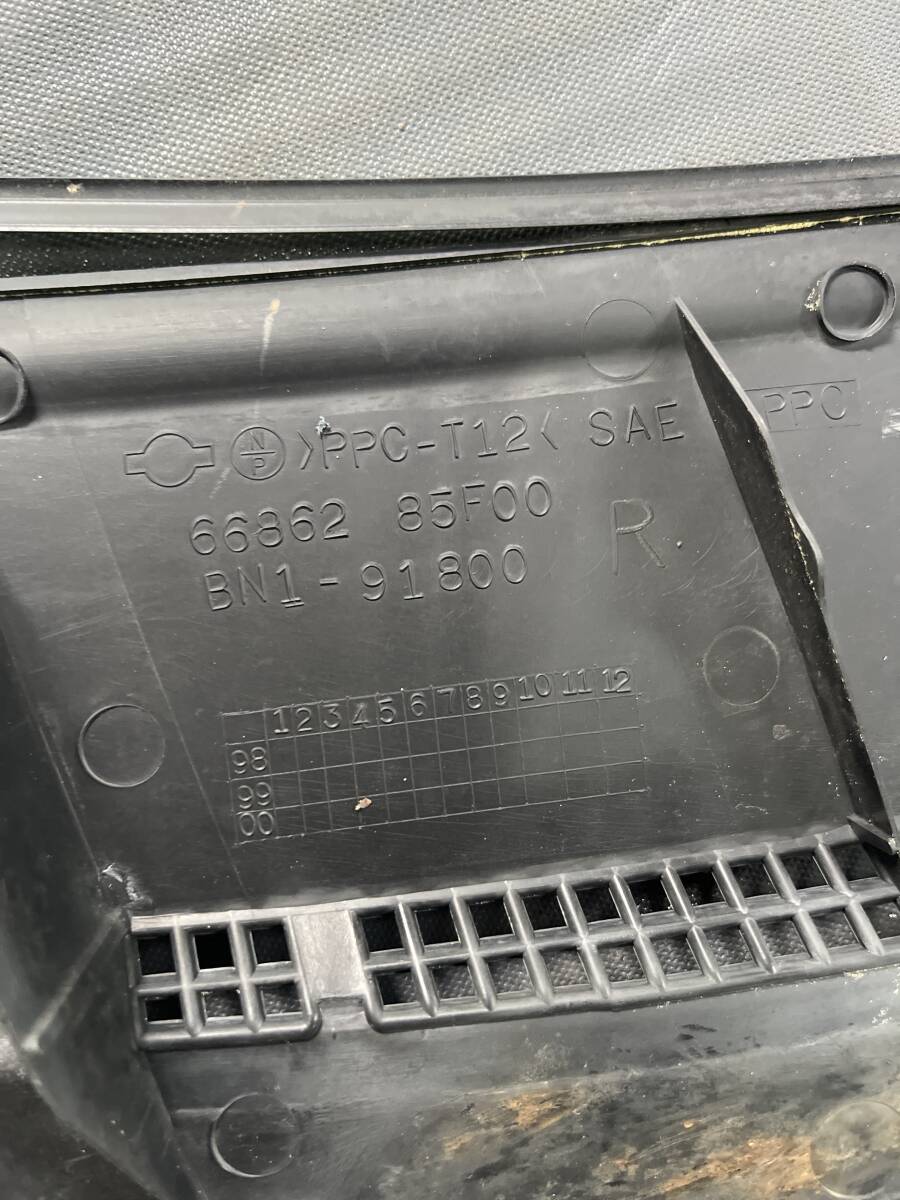 N P >PPC-T12< SAE PPC
66862 85F00
BN1-91800 R
1 2 3 4 5 6 7 8 9 10 11 12
98
99
00